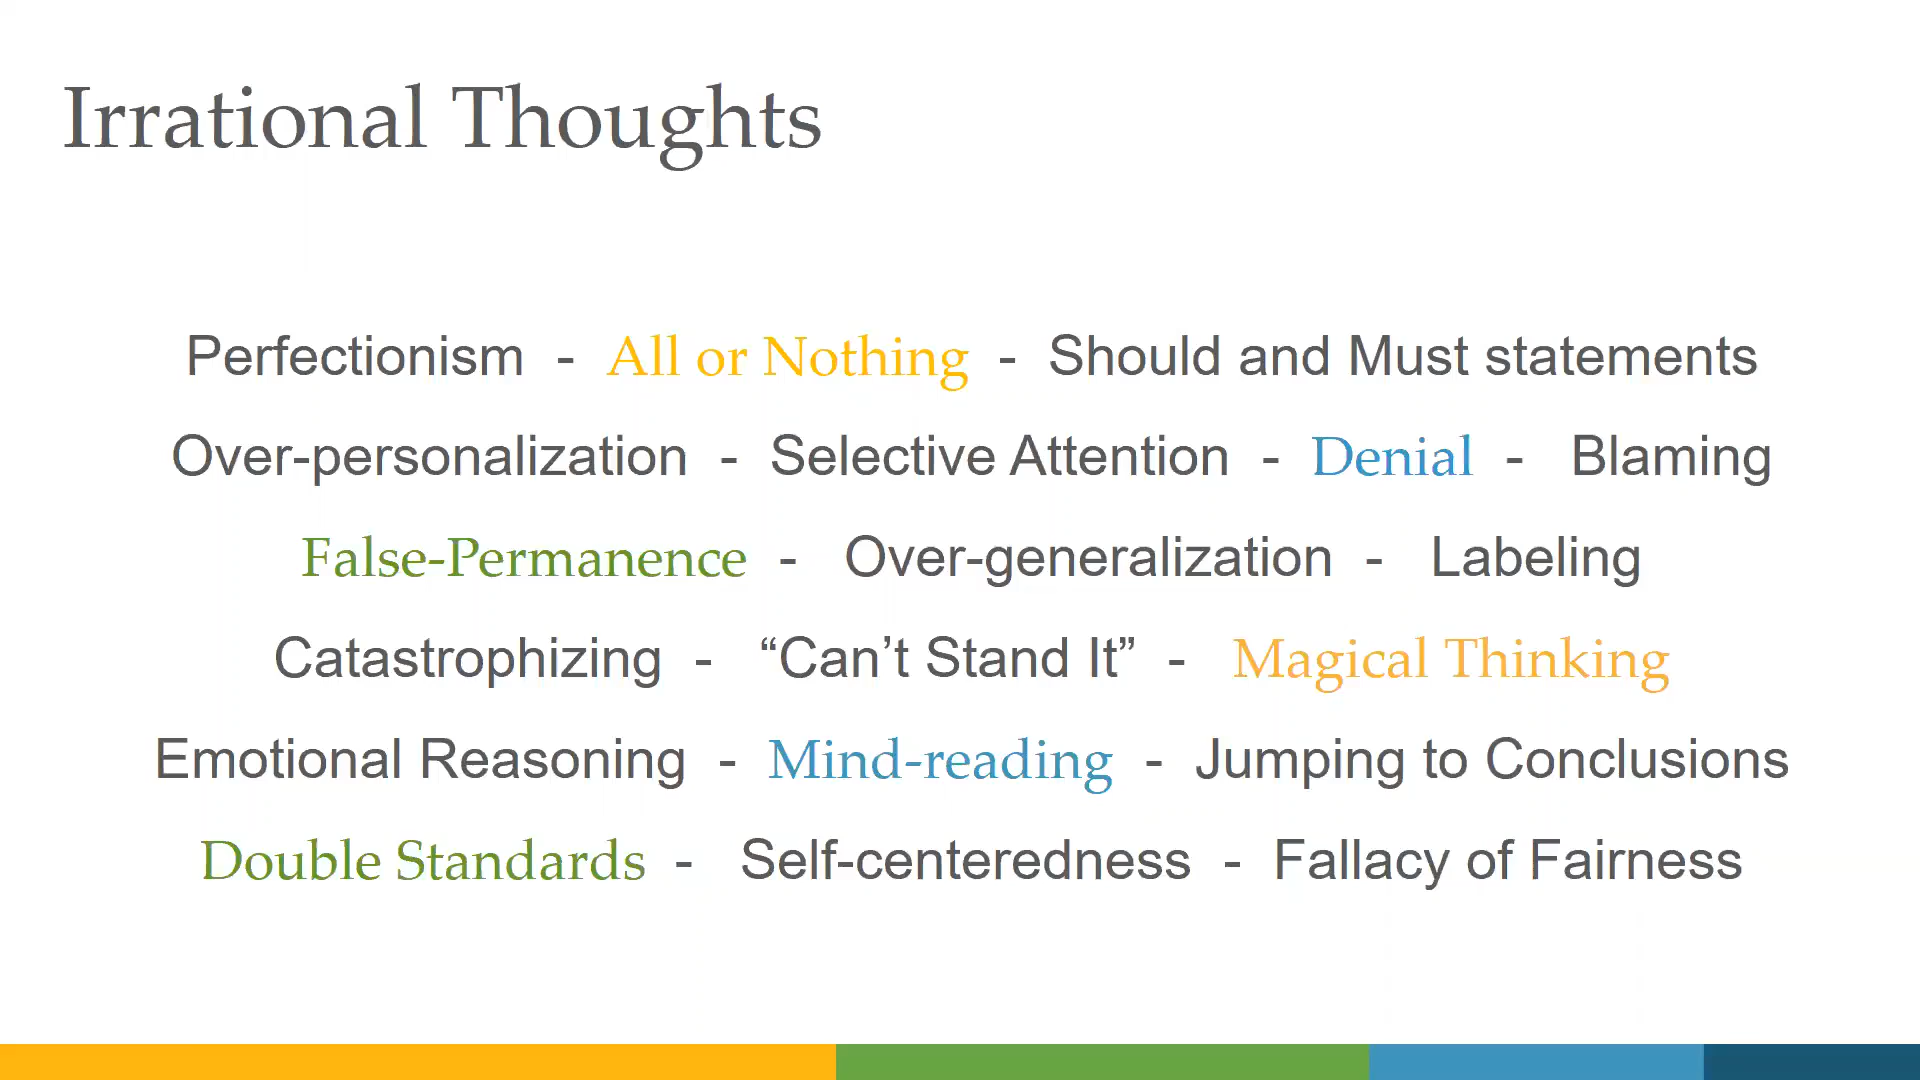 Irrational Thoughts
Perfectionism - All or Nothing - Should and Must statements
Over-personalization - Selective Attention - Denial - Blaming
False-Permanence - Over-generalization - Labeling
Catastrophizing - “Can’t Stand It” - Magical Thinking
Emotional Reasoning - Mind-reading - Jumping to Conclusions
Double Standards - Self-centeredness - Fallacy of Fairness